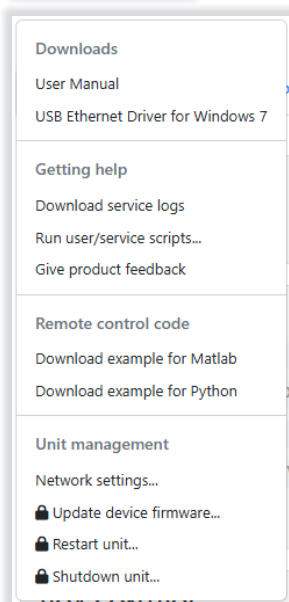 Downloads
User Manual
USB Ethernet Driver for Windows 7
Getting help
Download service logs
Run user/service scripts...
Give product feedback
Remote control code
Download example for Matlab
Download example for Python
Unit management
Network settings...
Update device firmware...
Restart unit...
Shutdown unit...